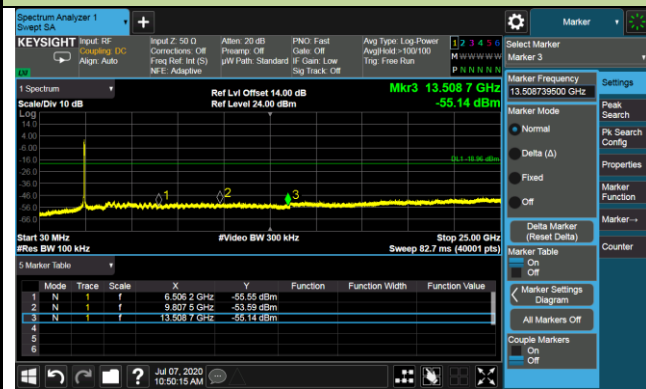 Spectrum Analyzer 1
Swept SA
Marker
KEYSIGHT
Input: RF
Coupling: DC
Align: Auto
Input Z: 50 Ω
Corrections: Off
Freq Ref: Int (S)
NFE: Adaptive
Atten: 20 dB
Preamp: Off
µW Path: Standard
PNO: Fast
Gate: Off
IF Gain: Low
Sig Track: Off
Avg Type: Log-Power
Avg|Hold:>100/100
Trig: Free Run
1 2 3 4 5 6
M W W W W W
P N N N N N
LXI
Select Marker
Marker 3
1 Spectrum
Scale/Div 10 dB
Log
Ref Lvl Offset 14.00 dB
Ref Level 24.00 dBm
Mkr3 13.508 7 GHz
-55.14 dBm
14.0
4.00
-6.00
-16.0
-26.0
-36.0
-46.0
-56.0
-66.0
1
2
3
Start 30 MHz
#Res BW 100 kHz
#Video BW 300 kHz
Stop 25.00 GHz
Sweep 82.7 ms (40001 pts)
5 Marker Table
Mode Trace Scale X Y Function Function Width Function Value
1 N 1 f 6.506 2 GHz -55.55 dBm
2 N 1 f 9.807 5 GHz -53.59 dBm
3 N 1 f 13.508 7 GHz -55.14 dBm
4
5
6
Marker Frequency
13.508739500 GHz
Marker Mode
Normal
Delta (Δ)
Fixed
Off
Delta Marker
(Reset Delta)
Marker Table
On
Off
Marker Settings
Diagram
All Markers Off
Couple Markers
On
Off
Settings
Peak
Search
Pk Search
Config
Properties
Marker
Function
Marker→
Counter
?
Jul 07, 2020
10:50:15 AM